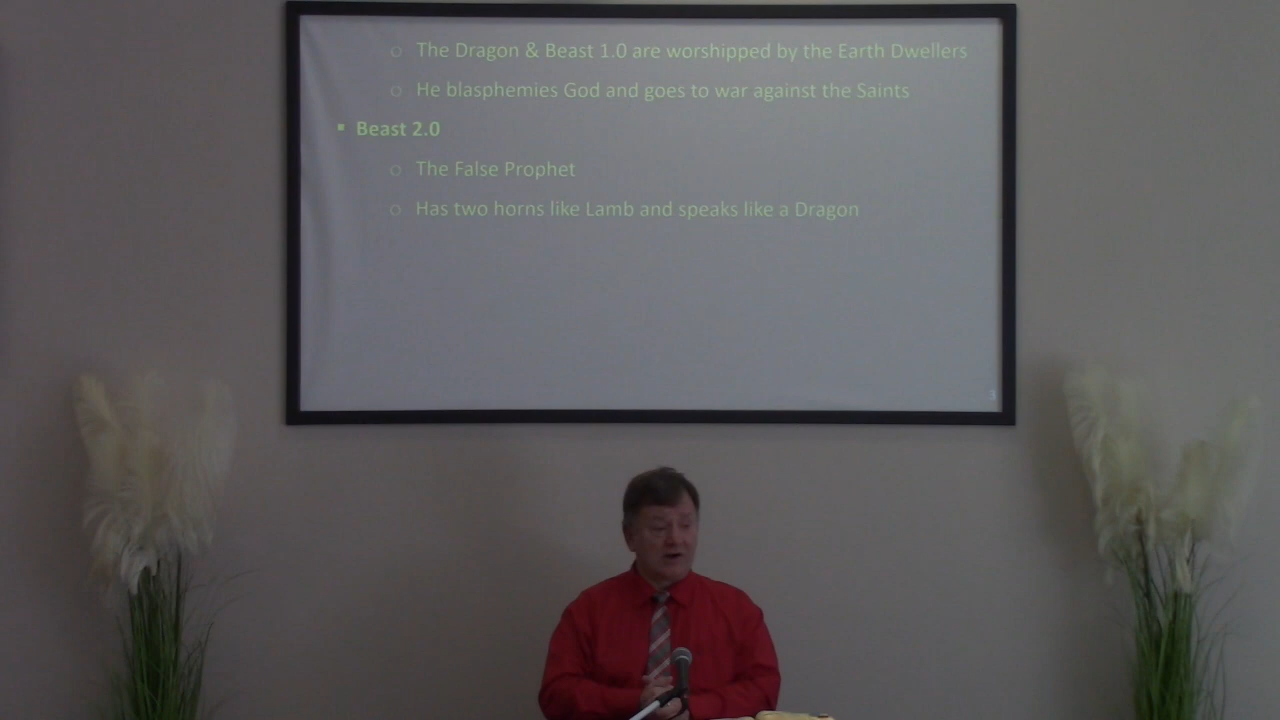 The Dragon & Beast 1.0 are worshipped by the Earth Dwellers
He blasphemies God and goes to war against the Saints
Beast 2.0
The False Prophet
Has two horns like Lamb and speaks like a Dragon